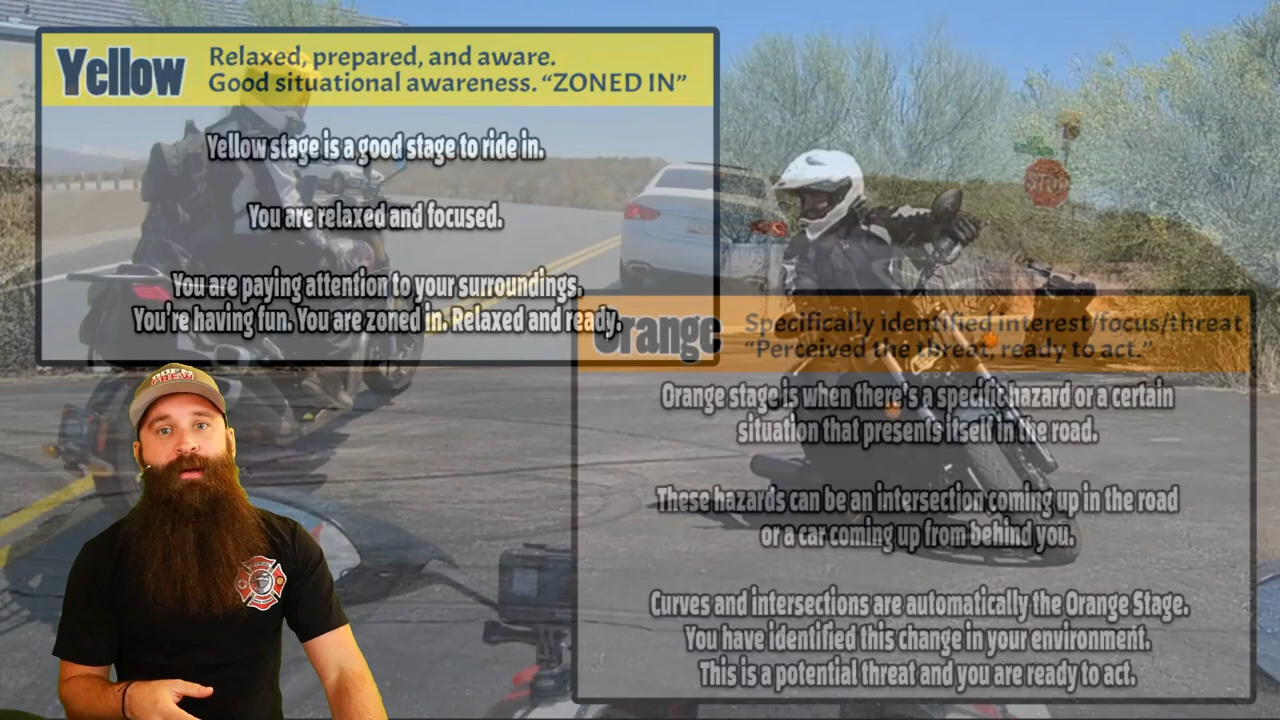 Yellow
Relaxed, prepared, and aware.
Good situational awareness. “ZONED IN”
Yellow stage is a good stage to ride in.
You are relaxed and focused.
You are paying attention to your surroundings.
You're having fun. You are zoned in. Relaxed and ready.
Orange
Specifically identified interest/focus/threat
“Perceived the threat, ready to act.”
Orange stage is when there's a specific hazard or a certain
situation that presents itself in the road.
These hazards can be an intersection coming up in the road
or a car coming up from behind you.
Curves and intersections are automatically the Orange Stage.
You have identified this change in your environment.
This is a potential threat and you are ready to act.
STOP
CREW